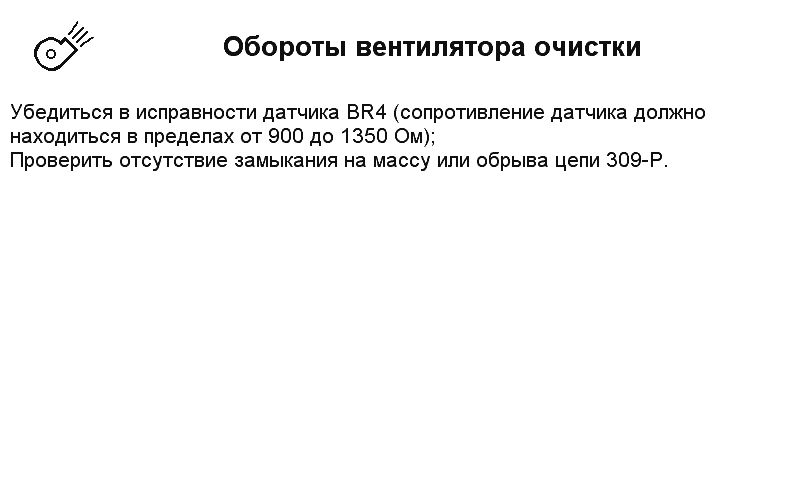 Обороты вентилятора очистки
Убедиться в исправности датчика BR4 (сопротивление датчика должно
находиться в пределах от 900 до 1350 Ом);
Проверить отсутствие замыкания на массу или обрыва цепи 309-Р.